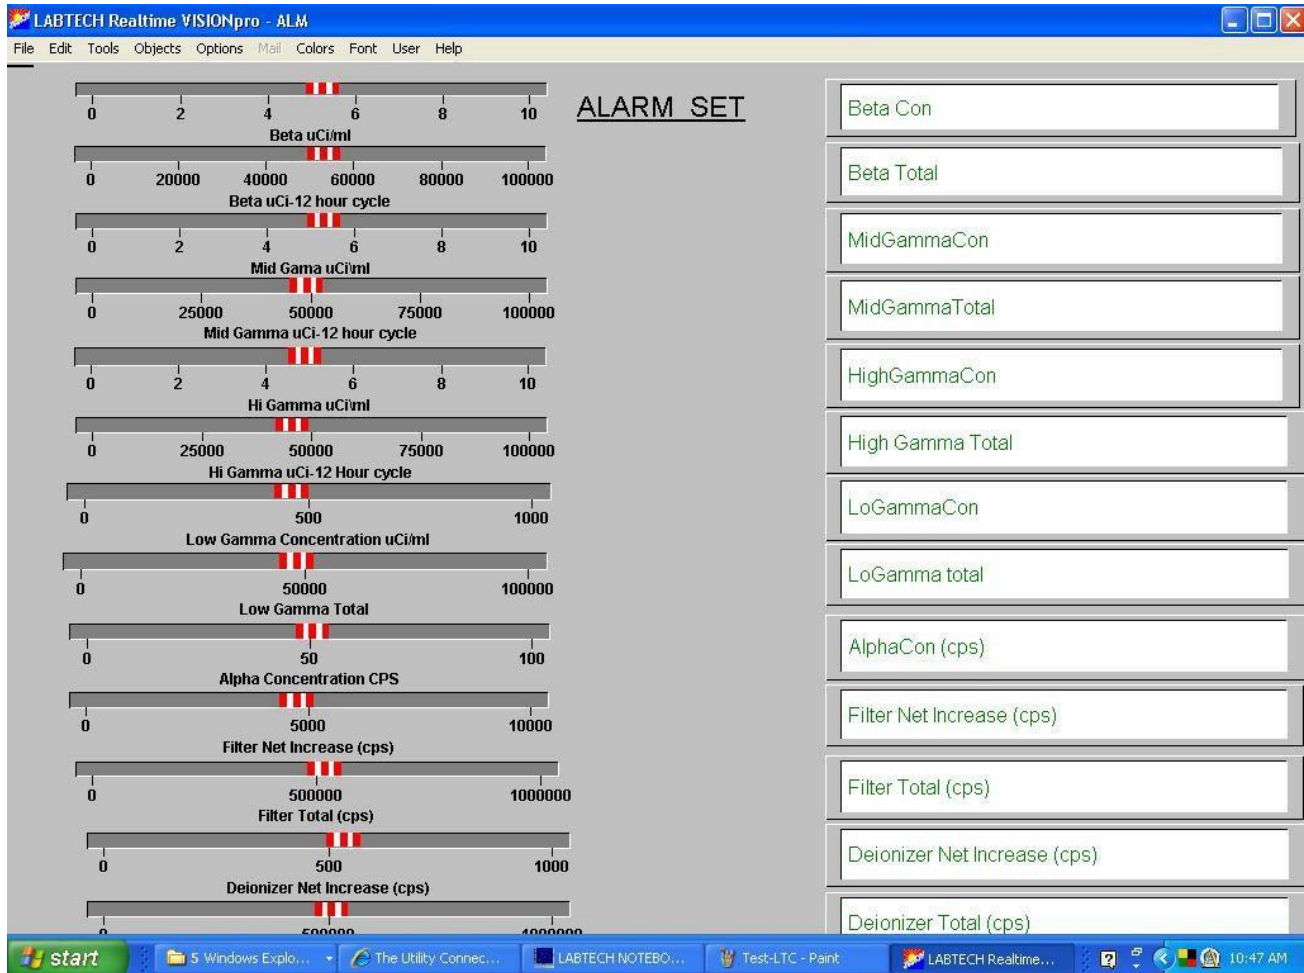 LABTECH Realtime VISIONpro - ALM
File Edit Tools Objects Options Mail Colors Font User Help
ALARM SET
0 2 4 6 8 10
Beta uCi/ml
0 20000 40000 60000 80000 100000
Beta uCi-12 hour cycle
0 2 4 6 8 10
Mid Gama uCi\ml
0 25000 50000 75000 100000
Mid Gamma uCi-12 hour cycle
0 2 4 6 8 10
Hi Gamma uCi\ml
0 25000 50000 75000 100000
Hi Gamma uCi-12 Hour cycle
0 500 1000
Low Gamma Concentration uCi/ml
0 50000 100000
Low Gamma Total
0 50 100
Alpha Concentration CPS
0 5000 10000
Filter Net Increase (cps)
0 500000 1000000
Filter Total (cps)
0 500 1000
Deionizer Net Increase (cps)
0 500000 1000000
Beta Con
Beta Total
MidGammaCon
MidGammaTotal
HighGammaCon
High Gamma Total
LoGammaCon
LoGamma total
AlphaCon (cps)
Filter Net Increase (cps)
Filter Total (cps)
Deionizer Net Increase (cps)
Deionizer Total (cps)
start 5 Windows Explo... The Utility Connec... LABTECH NOTEBO... Test-LTC - Paint LABTECH Realtime... 10:47 AM